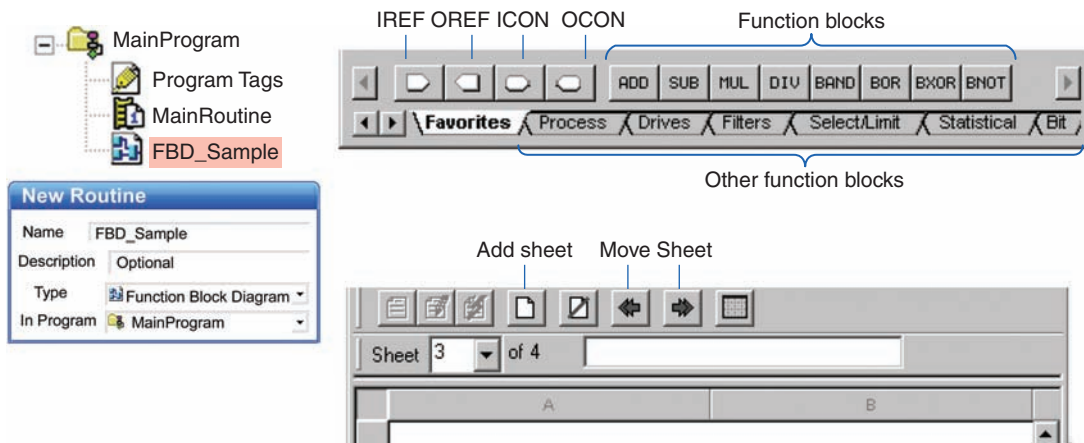 MainProgram
Program Tags
MainRoutine
FBD_Sample
New Routine
Name FBD_Sample
Description Optional
Type Function Block Diagram
In Program MainProgram
IREF OREF ICON OCON Function blocks
ADD SUB MUL DIV BAND BOR BXOR BNOT
Favorites Process Drives Filters Select/Limit Statistical Bit
Other function blocks
Add sheet Move Sheet
Sheet 3 of 4
A B